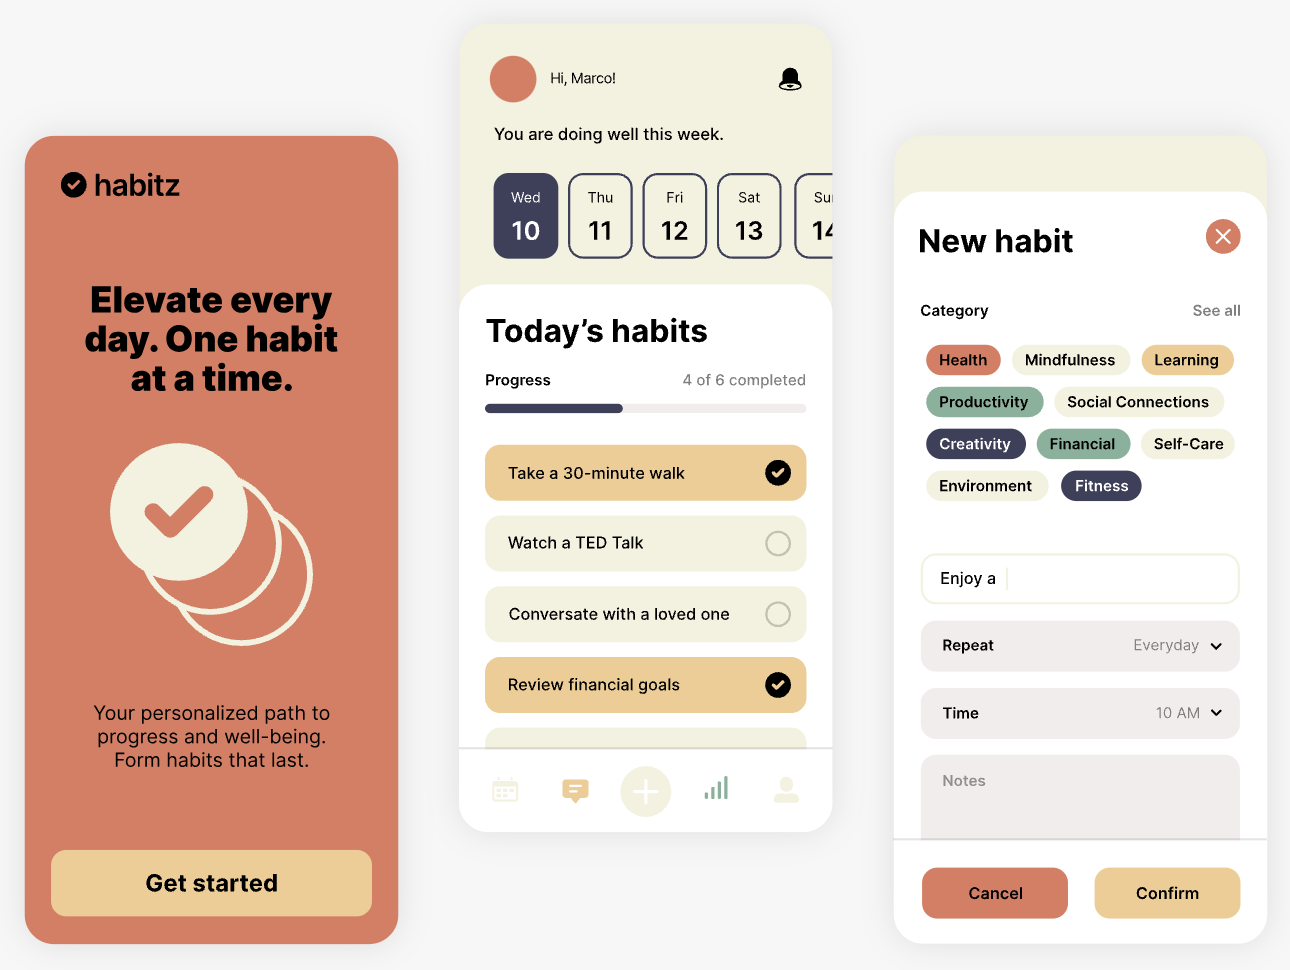 habitz
Elevate every
day. One habit
at a time.
Your personalized path to
progress and well-being.
Form habits that last.
Get started
Hi, Marco!
You are doing well this week.
Wed Thu Fri Sat
10 11 12 13
Today’s habits
Progress 4 of 6 completed
Take a 30-minute walk
Watch a TED Talk
Conversate with a loved one
Review financial goals
New habit
Category See all
Health Mindfulness Learning
Productivity Social Connections
Creativity Financial Self-Care
Environment Fitness
Enjoy a
Repeat Everyday
Time 10 AM
Notes
Cancel Confirm